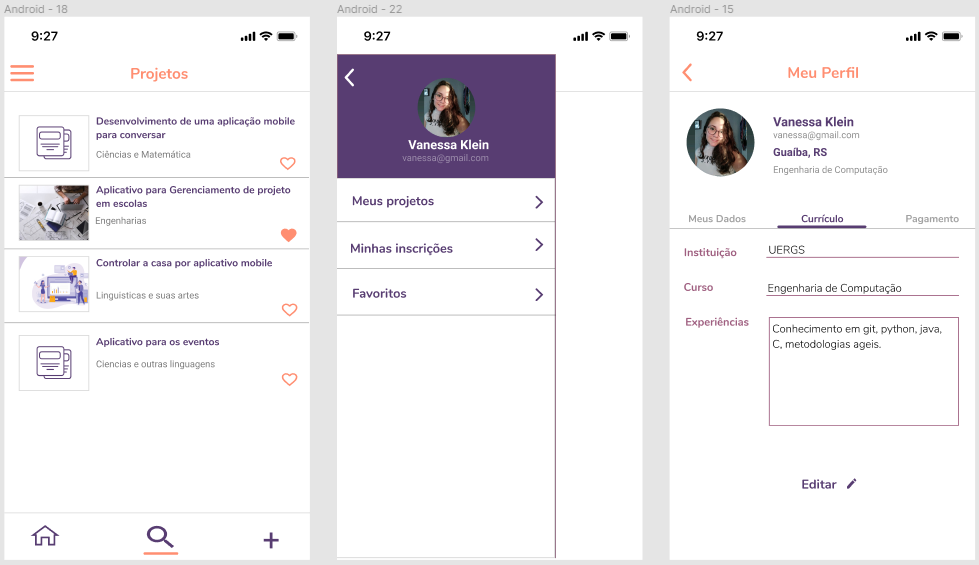 Android - 18
9:27
Projetos
Desenvolvimento de uma aplicação mobile
para conversar
Ciências e Matemática
Aplicativo para Gerenciamento de projeto
em escolas
Engenharias
Controlar a casa por aplicativo mobile
Linguisticas e suas artes
Aplicativo para os eventos
Ciencias e outras linguagens
Android - 22
9:27
Vanessa Klein
vanessa@gmail.com
Meus projetos
Minhas inscrições
Favoritos
Android - 15
9:27
Meu Perfil
Vanessa Klein
vanessa@gmail.com
Guaíba, RS
Engenharia de Computação
Meus Dados
Currículo
Pagamento
Instituição
UERGS
Curso
Engenharia de Computação
Experiências
Conhecimento em git, python, java,
C, metodologias ageis.
Editar